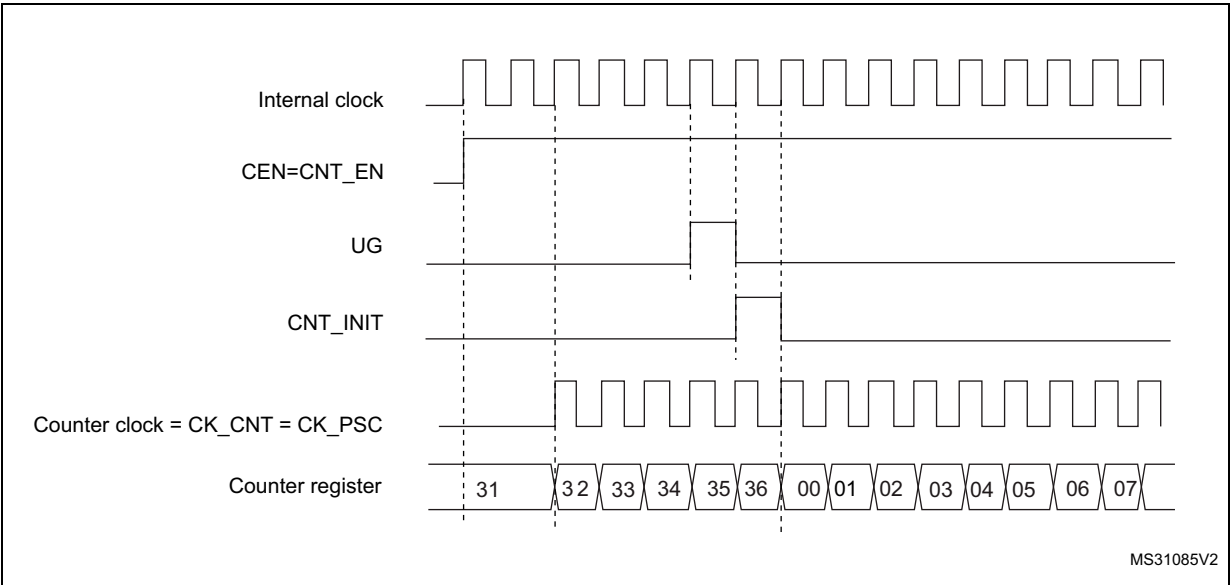 Internal clock
CEN=CNT_EN
UG
CNT_INIT
Counter clock = CK_CNT = CK_PSC
Counter register 31 32 33 34 35 36 00 01 02 03 04 05 06 07
MS31085V2